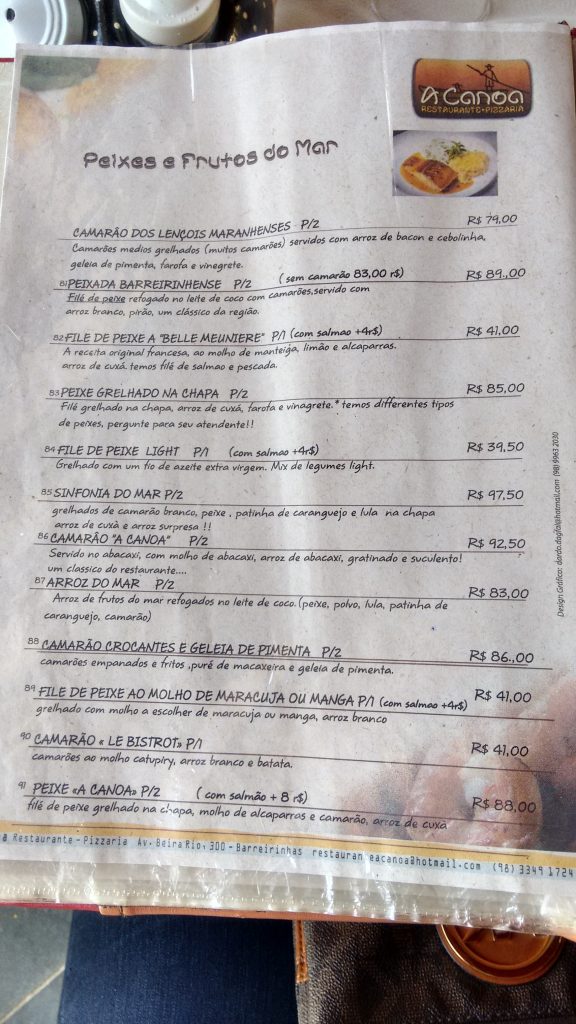 A Canoa
RESTAURANTE•PIZZARIA
Peixes e Frutos do Mar
CAMARÃO DOS LENÇOIS MARANHENSES P/2 R$ 79,00
Camarões medios grelhados (muitos camarões) servidos com arroz de bacon e cebolinha,
geleia de pimenta, farofa e vinegrete.
81 PEIXADA BARREIRINHENSE P/2 ( sem camarão 83,00 r$) R$ 89.,00
Filé de peixe refogado no leite de coco com camarões,servido com
arroz branco, pirão, um clássico da região.
82 FILE DE PEIXE A "BELLE MEUNIERE" P/1 (com salmao +4r$) R$ 41,00
A receita original francesa, ao molho de manteiga, limão e alcaparras.
arroz de cuxá. temos filé de salmao e pescada.
83 PEIXE GRELHADO NA CHAPA P/2 R$ 85,00
Filé grelhado na chapa, arroz de cuxá, farofa e vinagrete.* temos differentes tipos
de peixes, pergunte para seu atendente!!
84 FILE DE PEIXE LIGHT P/1 (com salmao +4r$) R$ 39,50
Grelhado com um fio de azeite extra virgem. Mix de legumes light.
85 SINFONIA DO MAR P/2 R$ 97,50
grelhados de camarão branco, peixe , patinha de caranguejo e lula na chapa
arroz de cuxà e arroz surpresa !!
86 CAMARÃO "A CANOA" P/2 R$ 92,50
Servido no abacaxi, com molho de abacaxi, arroz de abacaxi, gratinado e suculento!
um classico do restaurante....
87 ARROZ DO MAR P/2 R$ 83,00
Arroz de frutos do mar refogados no leite de coco. (peixe, polvo, lula, patinha de
caranguejo, camarão)
88 CAMARÃO CROCANTES E GELEIA DE PIMENTA P/2 R$ 86.,00
camarões empanados e fritos ,puré de macaxeira e geleia de pimenta.
89 FILE DE PEIXE AO MOLHO DE MARACUJA OU MANGA P/1 (com salmao +4r$) R$ 41,00
grelhado com molho a escolher de maracuja ou manga, arroz branco
90 CAMARÃO « LE BISTROT» P/1 R$ 41,00
camarões ao molho catupiry, arroz branco e batata.
91 PEIXE «A CANOA» P/2 ( com salmão + 8 r$) R$ 88,00
filé de peixe grelhado na chapa, molho de alcaparras e camarão, arroz de cuxá
a Restaurante - Pizzaria Av. Beira Rio, 300 - Barreirinhas restauranteacanoa@hotmail.com (98) 3349 1724